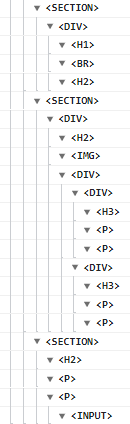 <SECTION>
<DIV>
<H1>
<BR>
<H2>
<SECTION>
<DIV>
<H2>
<IMG>
<DIV>
<DIV>
<H3>
<P>
<P>
<DIV>
<H3>
<P>
<P>
<SECTION>
<H2>
<P>
<P>
<INPUT>